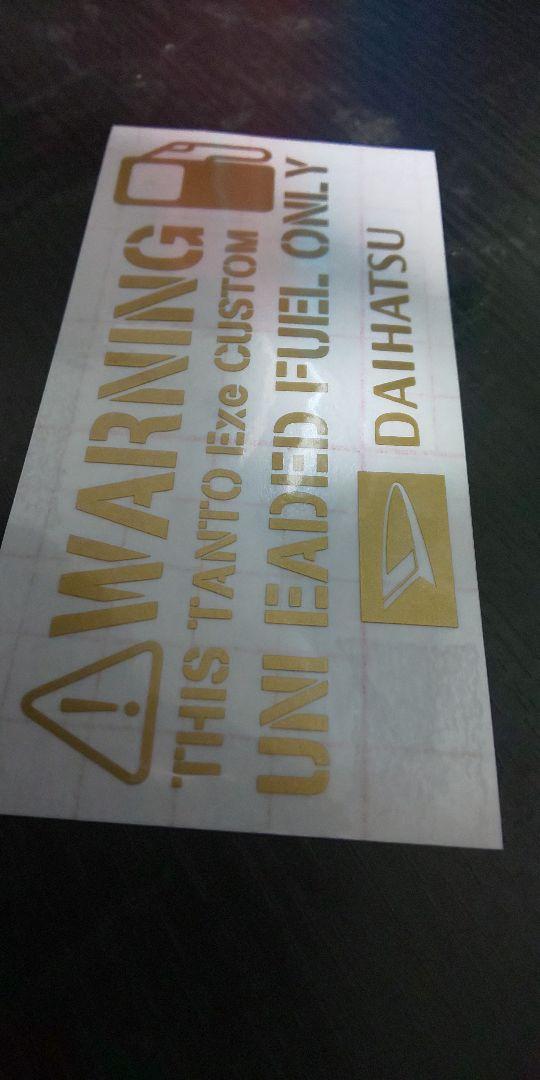 WARNING
THIS TANTO Exe CUSTOM
UNLEADED FUEL ONLY
DAIHATSU